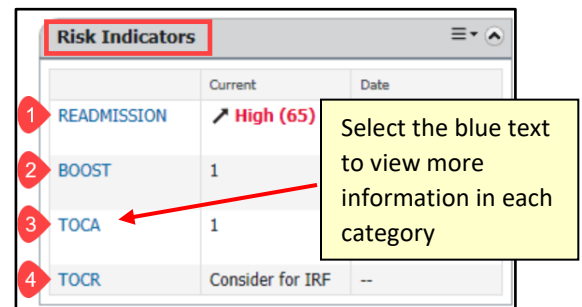 Risk Indicators
Current Date
1 READMISSION High (65)
2 BOOST 1
3 TOCA 1
4 TOCR Consider for IRF --
Select the blue text
to view more
information in each
category